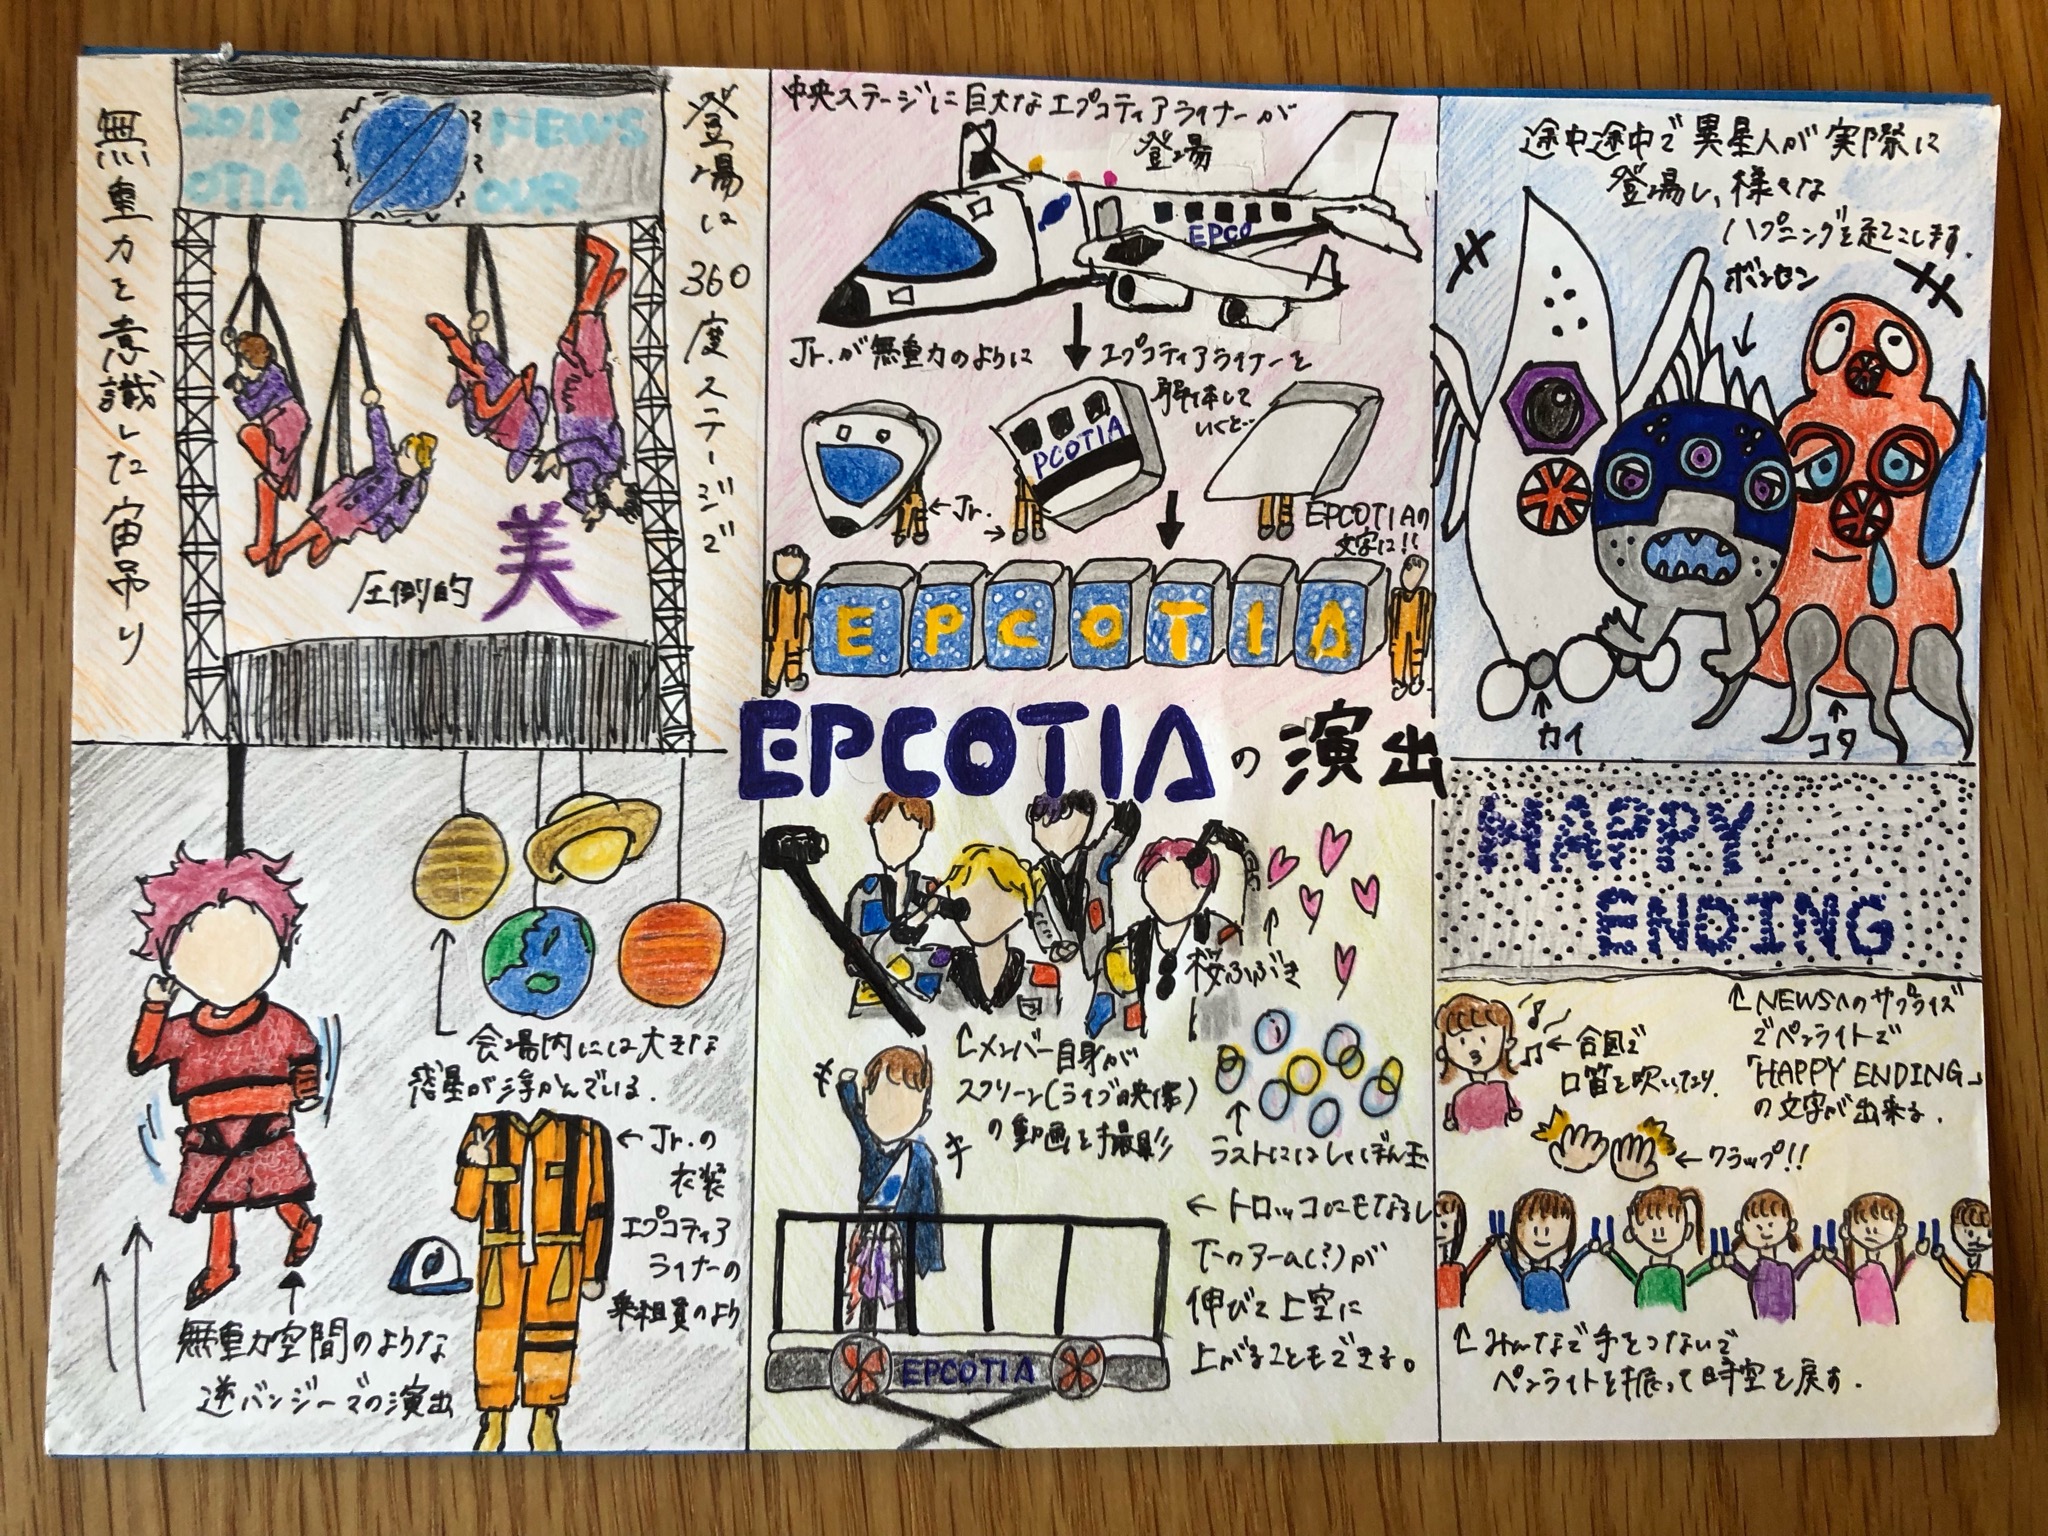 無重力を意識した宙吊り
2018
NEWS
OTIA
OUR
登場は360度ステージで
圧倒的
美
中央ステージに巨大なエプコティアライナーが
登場
EPCO
Jr.が無重力のように
エプコティアライナーを
解体して
いくと…
PCOTIA
←Jr.
→
EPCOTIAの
文字に!!
EPCOTIA
途中途中で異星人が実際に
登場し、様々な
ハプニングを起こします.
ボンセン
↓
↑
カイ
↑
コタ
EPCOTIAの演出
会場内には大きな
惑星が浮かんでいる.
←Jr.の
衣装
エプコティア
ライナーの
乗組員のよう
無重力空間のような
逆バンジーでの演出
桜ふぶき
メンバー自身が
スクリーン(ライブ映像)
の動画を撮影
キ
ラストにはしゃぼん玉
←トロッコにもなるし
下のアーム(?)が
伸びて上空に
上がることもできる。
EPCOTIA
HAPPY
ENDING
NEWSへのサプライズ
でペンライトで
「HAPPY ENDING」
の文字が出来る.
←合図で
口笛を吹いたり.
←クラップ!!
みんなで手をつないで
ペンライトを振って時空を戻す.